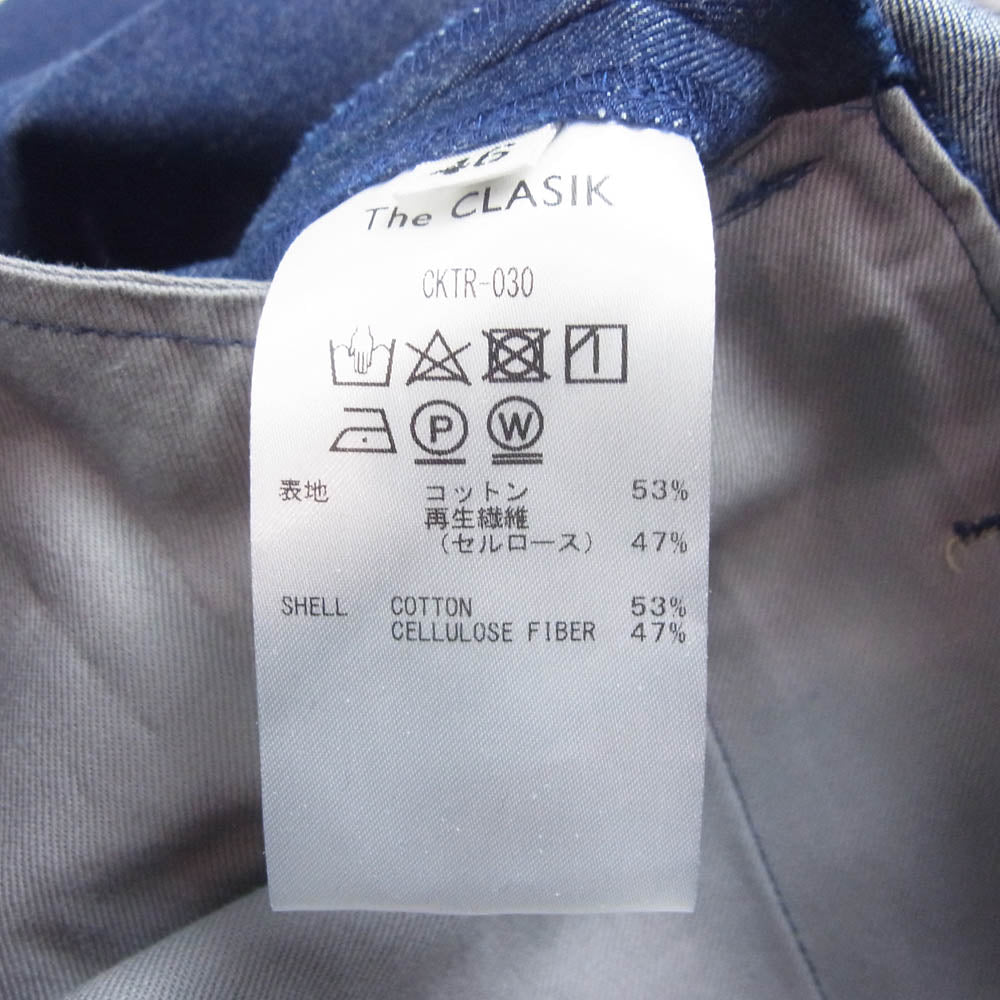 46
The CLASIK
CKTR-030
P W
表地 コットン 53%
再生繊維
(セルロース) 47%
SHELL COTTON 53%
CELLULOSE FIBER 47%